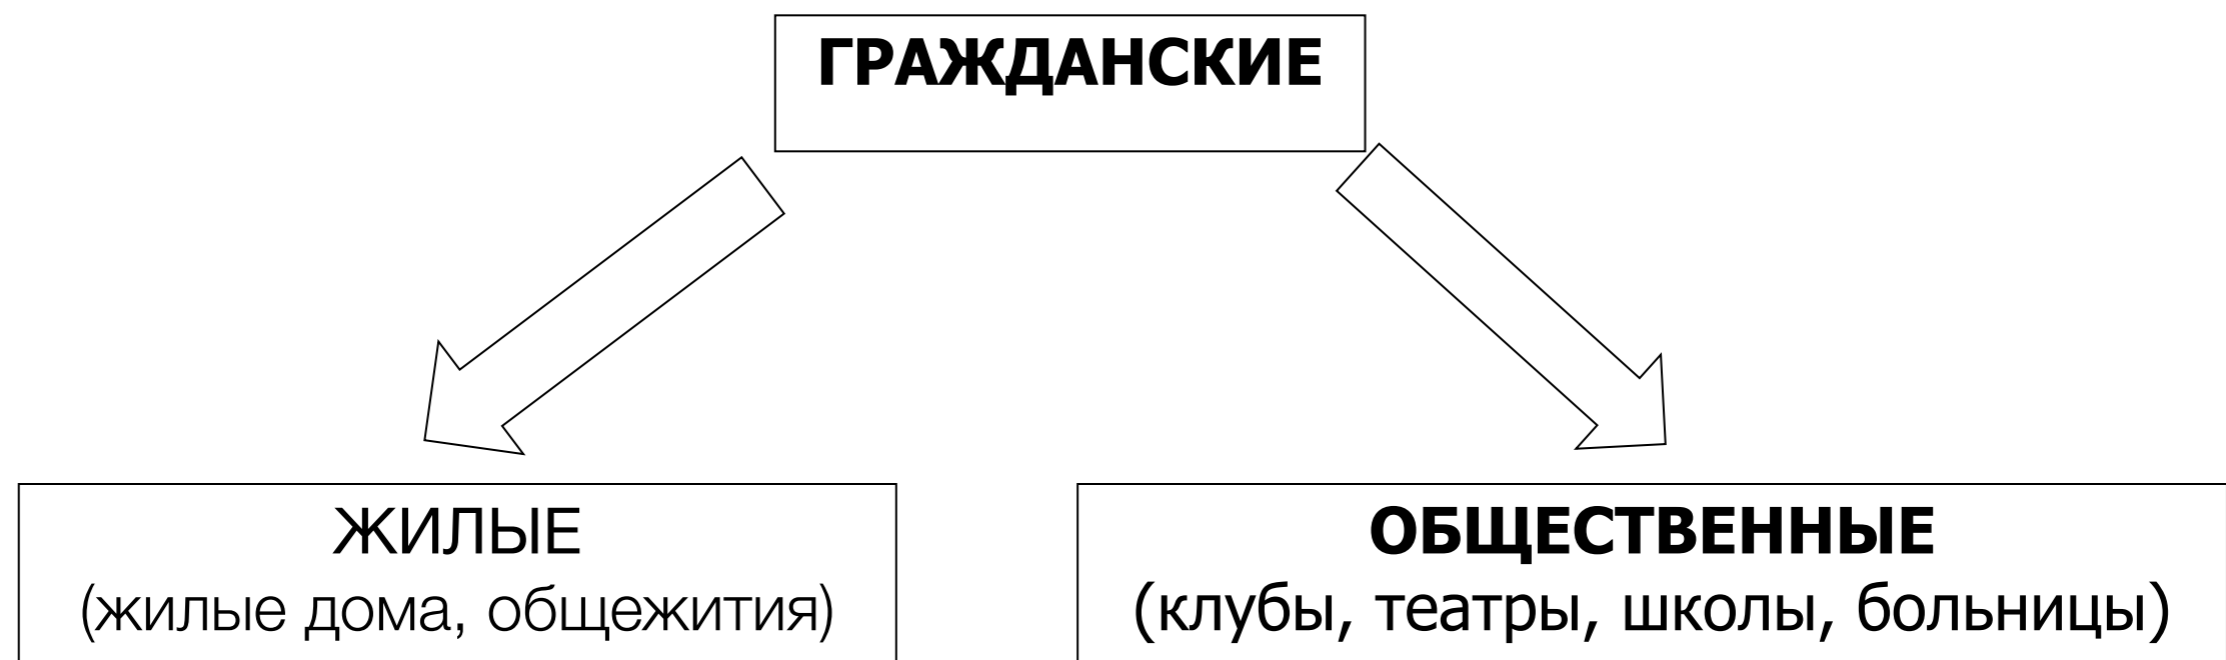 ГРАЖДАНСКИЕ
ЖИЛЫЕ
(жилые дома, общежития)
ОБЩЕСТВЕННЫЕ
(клубы, театры, школы, больницы)